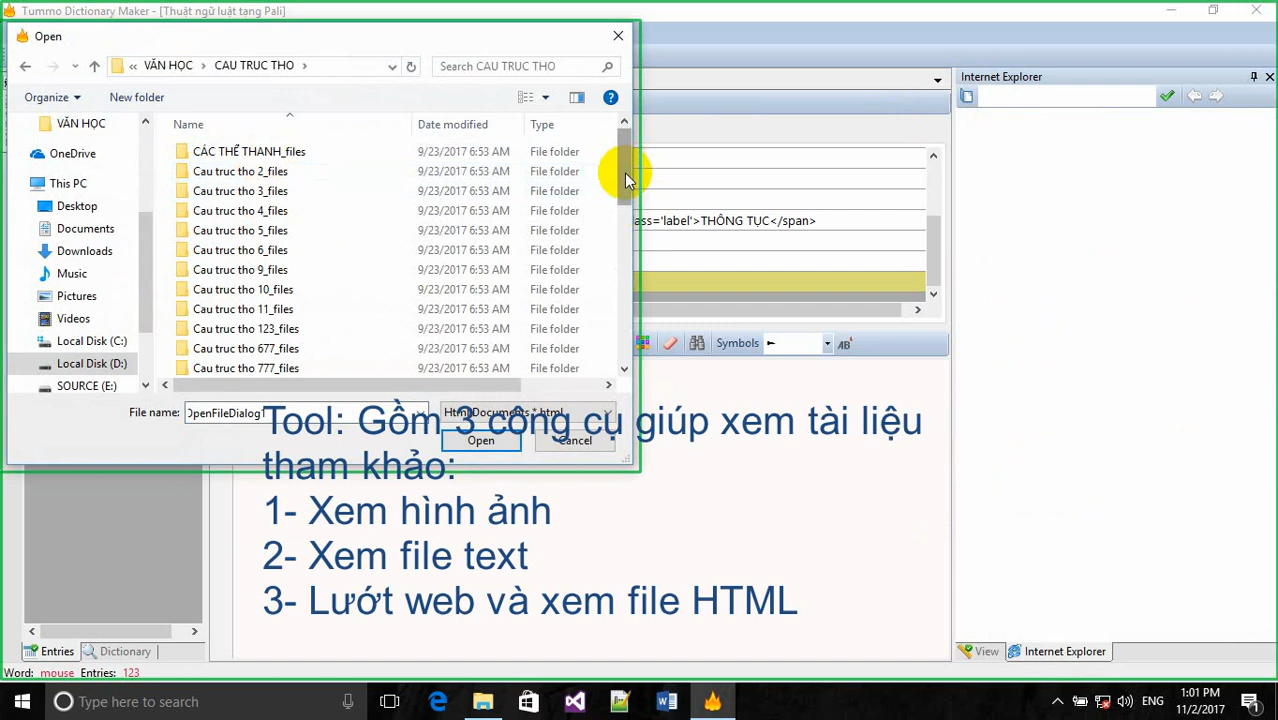 Tummo Dictionary Maker - [Thuật ngữ luật tạng Pali]
Open
« VĂN HỌC › CAU TRUC THO ›
Search CAU TRUC THO
Organize
New folder
Internet Explorer
VĂN HỌC
OneDrive
This PC
Desktop
Documents
Downloads
Music
Pictures
Videos
Local Disk (C:)
Local Disk (D:)
SOURCE (E:)
Name Date modified Type
CÁC THỂ THANH_files 9/23/2017 6:53 AM File folder
Cau truc tho 2_files 9/23/2017 6:53 AM File folder
Cau truc tho 3_files 9/23/2017 6:53 AM File folder
Cau truc tho 4_files 9/23/2017 6:53 AM File folder
Cau truc tho 5_files 9/23/2017 6:53 AM File folder
Cau truc tho 6_files 9/23/2017 6:53 AM File folder
Cau truc tho 9_files 9/23/2017 6:53 AM File folder
Cau truc tho 10_files 9/23/2017 6:53 AM File folder
Cau truc tho 11_files 9/23/2017 6:53 AM File folder
Cau truc tho 123_files 9/23/2017 6:53 AM File folder
Cau truc tho 677_files 9/23/2017 6:53 AM File folder
Cau truc tho 777_files 9/23/2017 6:53 AM File folder
ass='label'>THÔNG TỤC</span>
Symbols
File name: OpenFileDialog1
Html Documents *.html
Open
Cancel
Tool: Gồm 3 công cụ giúp xem tài liệu
tham khảo:
1- Xem hình ảnh
2- Xem file text
3- Lướt web và xem file HTML
Entries
Dictionary
View
Internet Explorer
Word: mouse Entries: 123
Type here to search
ENG
1:01 PM
11/2/2017
1